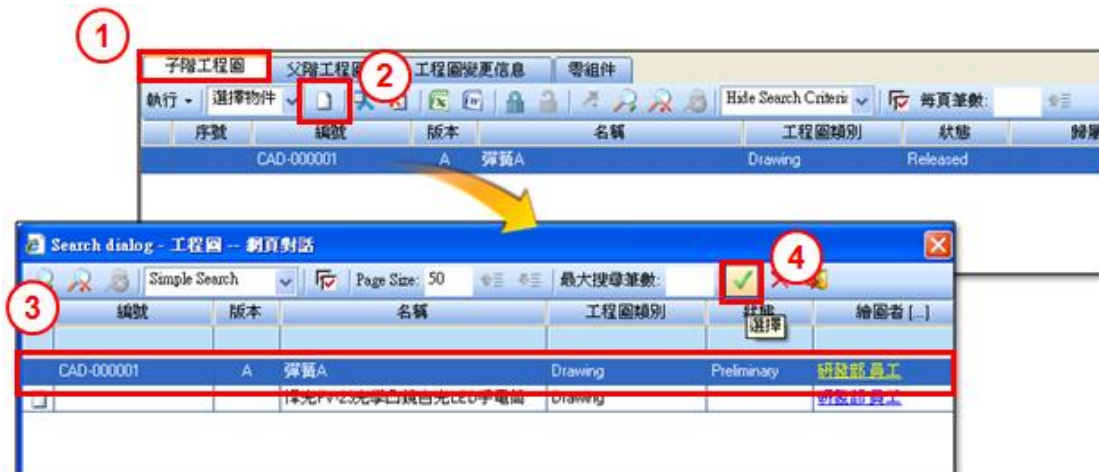 1
子階工程圖 父階工程圖 2 工程圖變更信息 零組件
執行 選擇物件 Hide Search Criteria 每頁筆數:
序號 編號 版本 名稱 工程圖類別 狀態
CAD-000001 A 彈簧A Drawing Released
Search dialog - 工程圖 -- 網頁對話
4
Simple Search Page Size: 50 最大搜尋筆數:
3
編號 版本 名稱 工程圖類別 狀態 繪圖者 [...]
選擇
CAD-000001 A 彈簧A Drawing Preliminary 研發部 員工
Drawing 研發部 員工